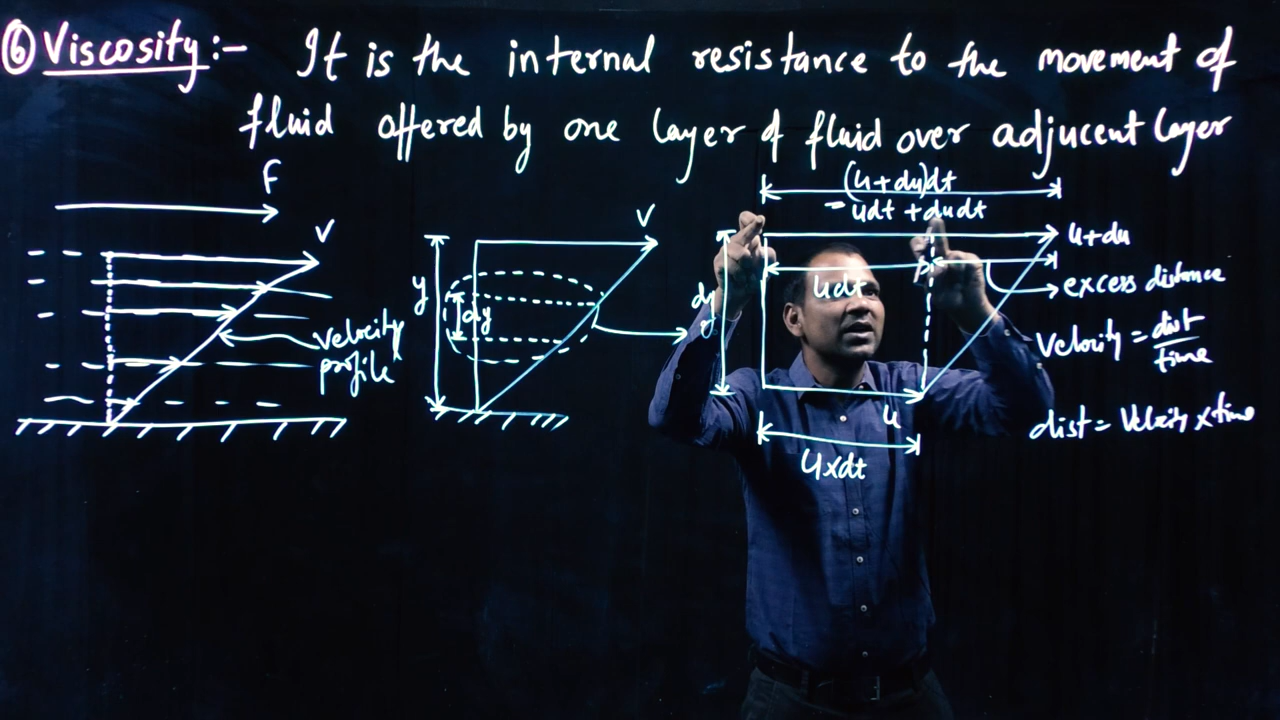 ⑥ Viscosity:- It is the internal resistance to the movement of
fluid offered by one layer of fluid over adjucent layer
F
V
velocity
profile
V
y
dy
(u+du)dt
= udt + dudt
u+du
udt
excess distance
dy
velocity = dist/time
u
dist = velocity x time
uxdt